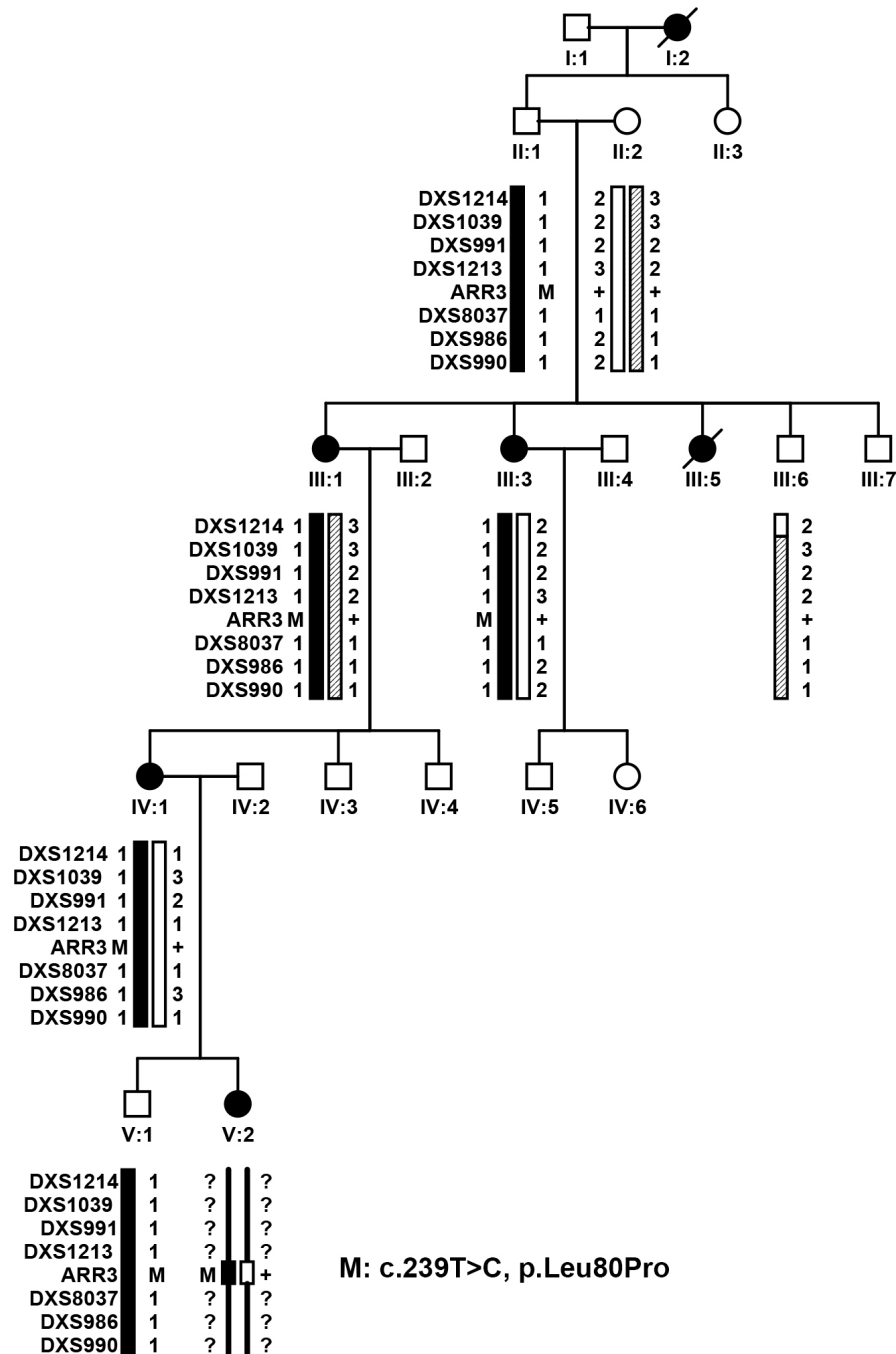 I:1 I:2
II:1 II:2 II:3
DXS1214 1 2 3
DXS1039 1 2 3
DXS991 1 2 2
DXS1213 1 3 2
ARR3 M + +
DXS8037 1 1 1
DXS986 1 2 1
DXS990 1 2 1
III:1 III:2 III:3 III:4 III:5 III:6 III:7
DXS1214 1 3 1 2 2
DXS1039 1 3 1 2 3
DXS991 1 2 1 2 2
DXS1213 1 2 1 3 2
ARR3 M + M + +
DXS8037 1 1 1 1 1
DXS986 1 1 1 2 1
DXS990 1 1 1 2 1
IV:1 IV:2 IV:3 IV:4 IV:5 IV:6
DXS1214 1 1
DXS1039 1 3
DXS991 1 2
DXS1213 1 1
ARR3 M +
DXS8037 1 1
DXS986 1 3
DXS990 1 1
V:1 V:2
DXS1214 1 ? ?
DXS1039 1 ? ?
DXS991 1 ? ?
DXS1213 1 ? ?
ARR3 M M + M: c.239T>C, p.Leu80Pro
DXS8037 1 ? ?
DXS986 1 ? ?
DXS990 1 ? ?